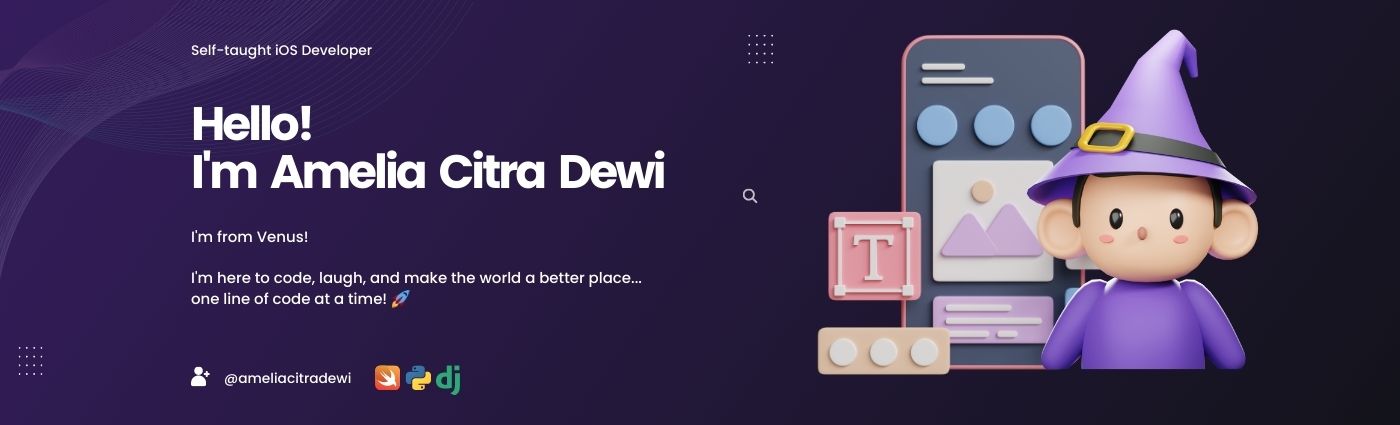 Self-taught iOS Developer
Hello!
I'm Amelia Citra Dewi
I'm from Venus!
I'm here to code, laugh, and make the world a better place...
one line of code at a time! 🚀
@ameliacitradewi
dj
T